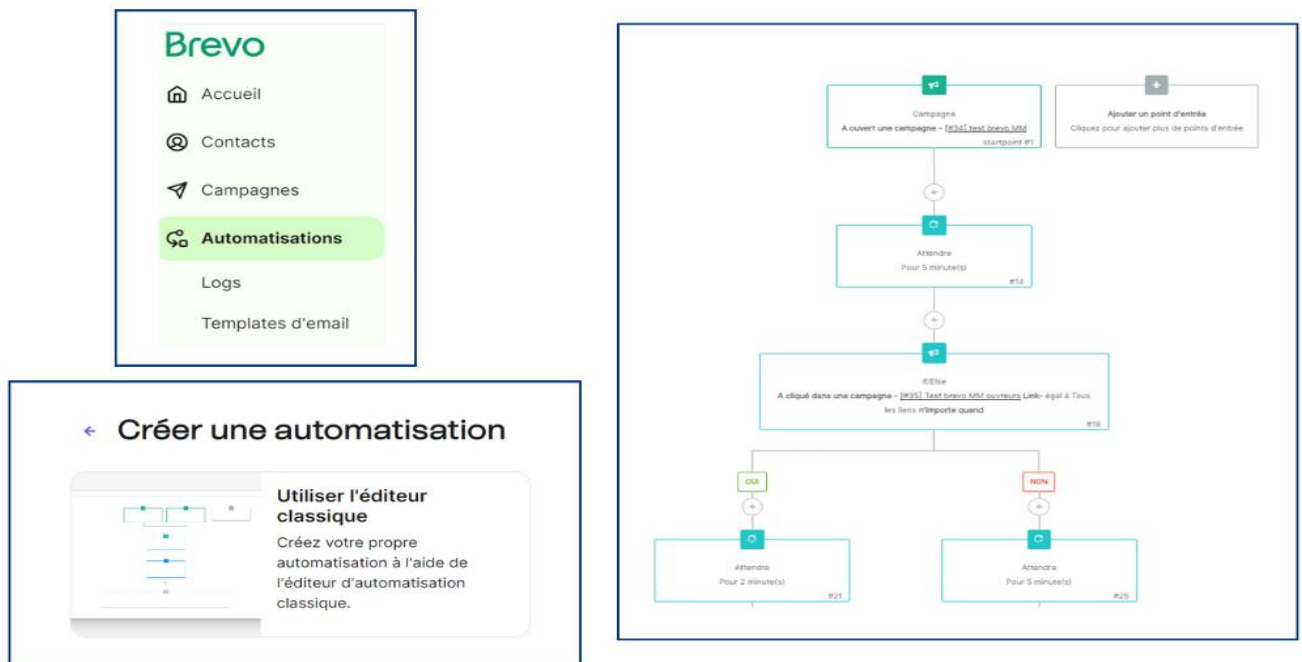 Brevo
Accueil
Contacts
Campagnes
Automatisations
Logs
Templates d'email
Créer une automatisation
Utiliser l'éditeur
classique
Créez votre propre
automatisation à l'aide de
l'éditeur d'automatisation
classique.
Campagne
A ouvert une campagne - [#34] test brevo MM
startpoint #1
Ajouter un point d'entrée
Cliquez pour ajouter plus de points d'entrée
Attendre
Pour 5 minute(s)
#14
If/Else
A cliqué dans une campagne - [#35] Test brevo MM ouvreurs Link- égal à Tous
les liens n'importe quand
#16
OUI
NON
Attendre
Pour 2 minute(s)
#21
Attendre
Pour 5 minute(s)
#25